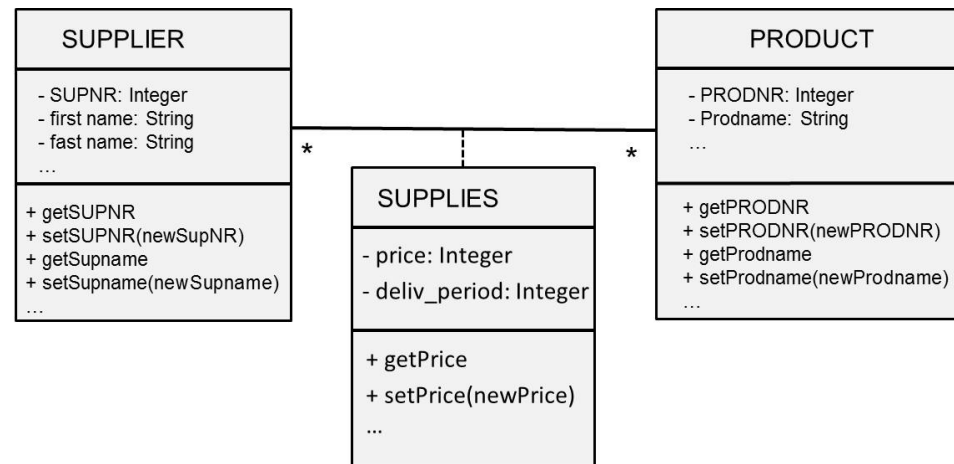 SUPPLIER
- SUPNR: Integer
- first name: String
- fast name: String
...
+ getSUPNR
+ setSUPNR(newSupNR)
+ getSupname
+ setSupname(newSupname)
...
*
*
SUPPLIES
- price: Integer
- deliv_period: Integer
+ getPrice
+ setPrice(newPrice)
...
PRODUCT
- PRODNR: Integer
- Prodname: String
...
+ getPRODNR
+ setPRODNR(newPRODNR)
+ getProdname
+ setProdname(newProdname)
...